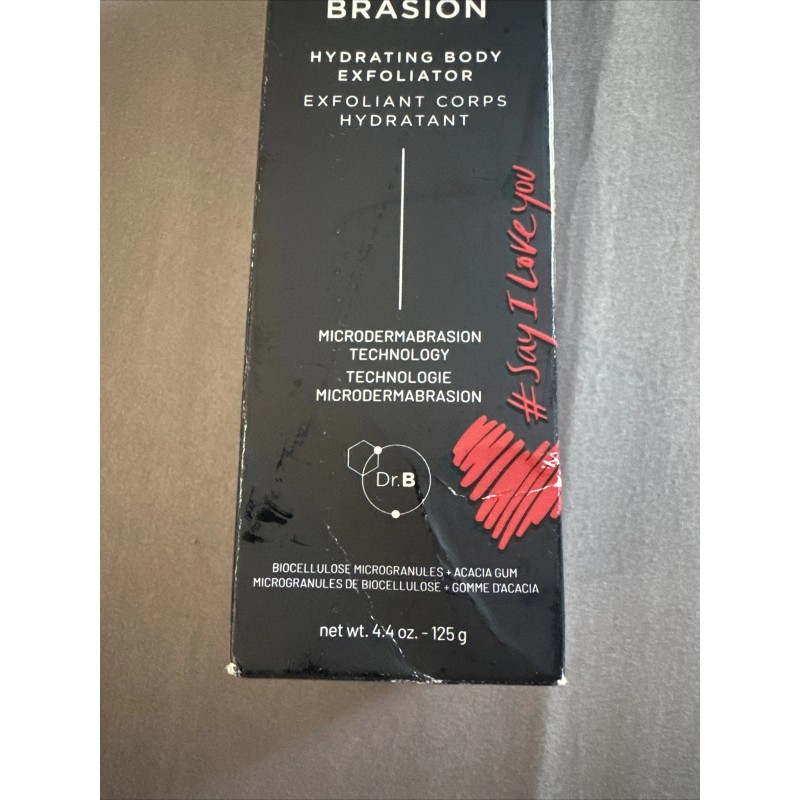 BRASION
HYDRATING BODY
EXFOLIATOR
EXFOLIANT CORPS
HYDRATANT
MICRODERMABRASION
TECHNOLOGY
TECHNOLOGIE
MICRODERMABRASION
#Say I Love you
Dr.B
BIOCELLULOSE MICROGRANULES + ACACIA GUM
MICROGRANULES DE BIOCELLULOSE + GOMME D'ACACIA
net wt. 4.4 oz. - 125 g